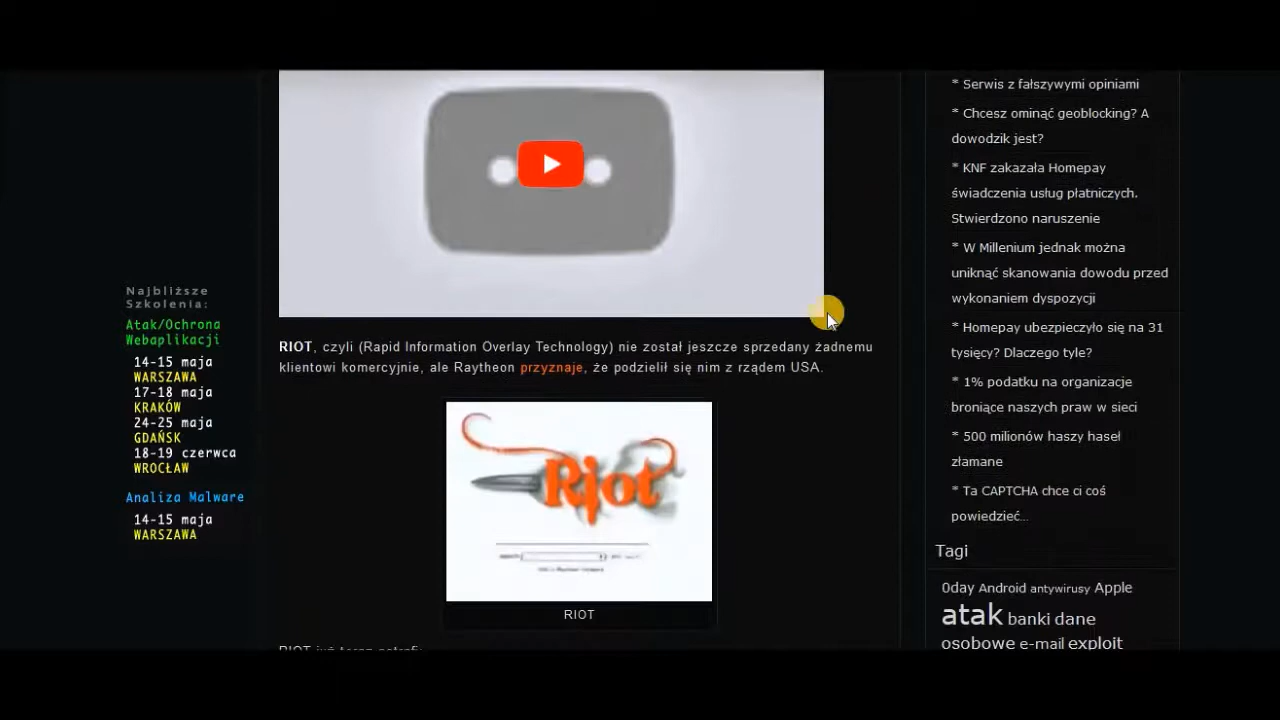 Najbliższe
Szkolenia:
Atak/Ochrona
Webaplikacji
14-15 maja
WARSZAWA
17-18 maja
KRAKÓW
24-25 maja
GDAŃSK
18-19 czerwca
WROCŁAW
Analiza Malware
14-15 maja
WARSZAWA
RIOT, czyli (Rapid Information Overlay Technology) nie został jeszcze sprzedany żadnemu
klientowi komercyjnie, ale Raytheon przyznaje, że podzielił się nim z rządem USA.
Riot
RIOT
RIOT już teraz potrafi:
* Serwis z fałszywymi opiniami
* Chcesz ominąć geoblocking? A
dowodzik jest?
* KNF zakazała Homepay
świadczenia usług płatniczych.
Stwierdzono naruszenie
* W Millenium jednak można
uniknąć skanowania dowodu przed
wykonaniem dyspozycji
* Homepay ubezpieczyło się na 31
tysięcy? Dlaczego tyle?
* 1% podatku na organizacje
broniące naszych praw w sieci
* 500 milionów haszy haseł
złamane
* Ta CAPTCHA chce ci coś
powiedzieć...
Tagi
0day Android antywirusy Apple
atak banki dane
osobowe e-mail exploit